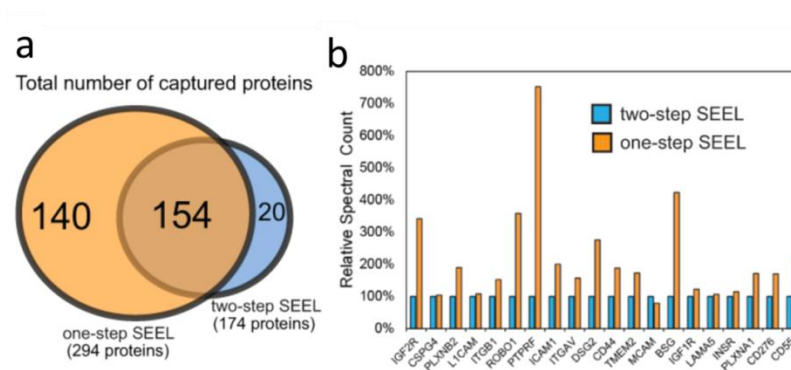 a
Total number of captured proteins
140
154
20
one-step SEEL
(294 proteins)
two-step SEEL
(174 proteins)
b
Relative Spectral Count
800%
700%
600%
500%
400%
300%
200%
100%
0%
two-step SEEL
one-step SEEL
IGF2R
CSPG4
PLXNB2
L1CAM
ITGB1
ROBO1
PTPRF
ICAM1
ITGAV
DSG2
CD44
TMEM2
MCAM
BSG
IGF1R
LAMA5
INSR
PLXNA1
CD276
CD55